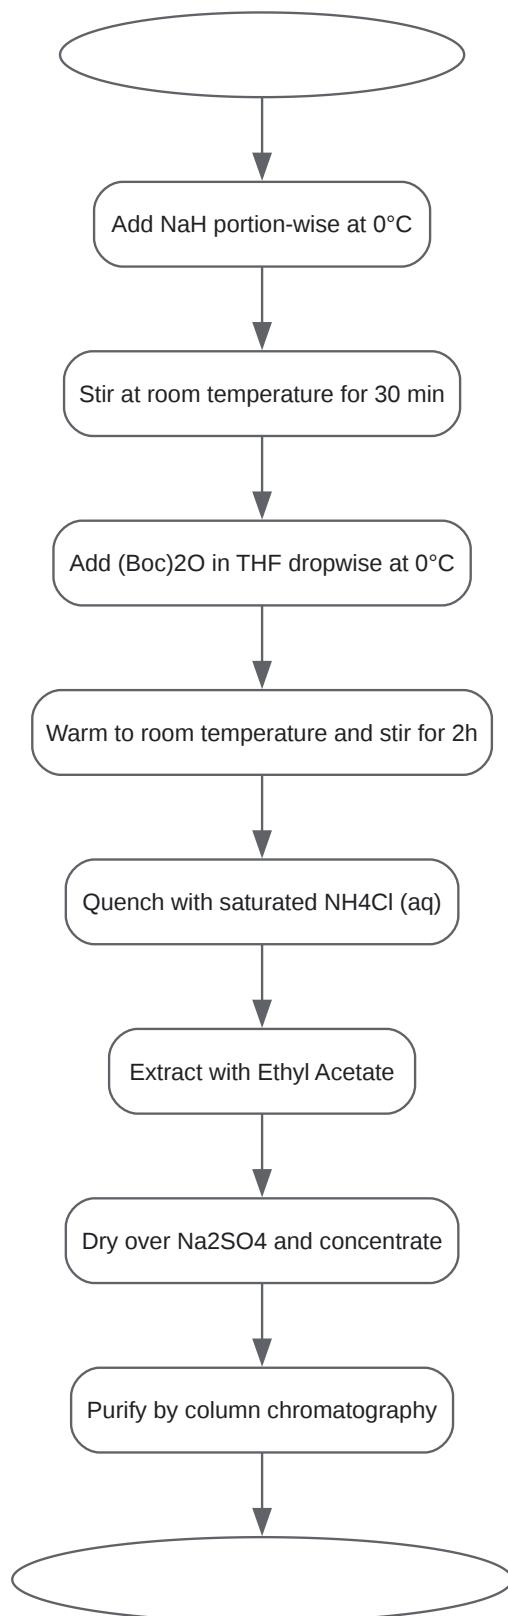 Add NaH portion-wise at 0°C
Stir at room temperature for 30 min
Add (Boc)2O in THF dropwise at 0°C
Warm to room temperature and stir for 2h
Quench with saturated NH4Cl (aq)
Extract with Ethyl Acetate
Dry over Na2SO4 and concentrate
Purify by column chromatography